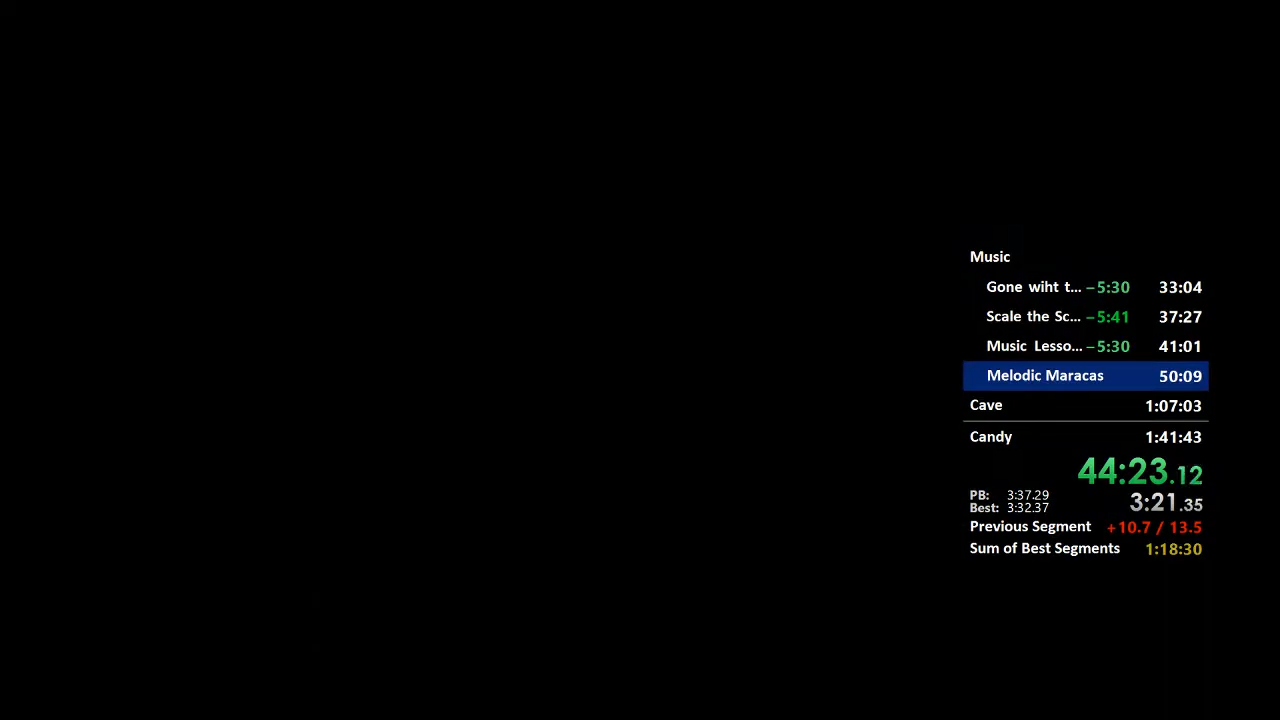 Music
Gone wiht t... −5:30 33:04
Scale the Sc... −5:41 37:27
Music Lesso... −5:30 41:01
Melodic Maracas 50:09
Cave 1:07:03
Candy 1:41:43
44:23.12
PB: 3:37.29
Best: 3:32.37
3:21.35
Previous Segment +10.7 / 13.5
Sum of Best Segments 1:18:30